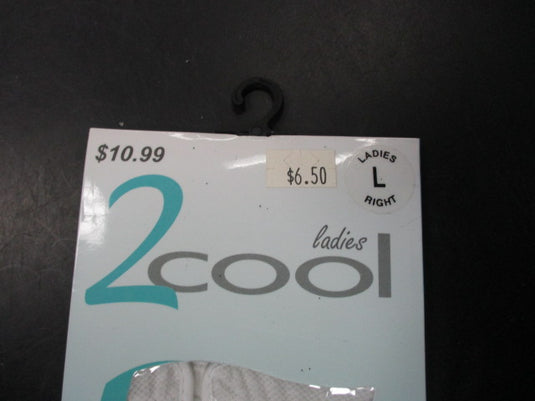 $10.99
$6.50
LADIES
L
RIGHT
ladies
2cool